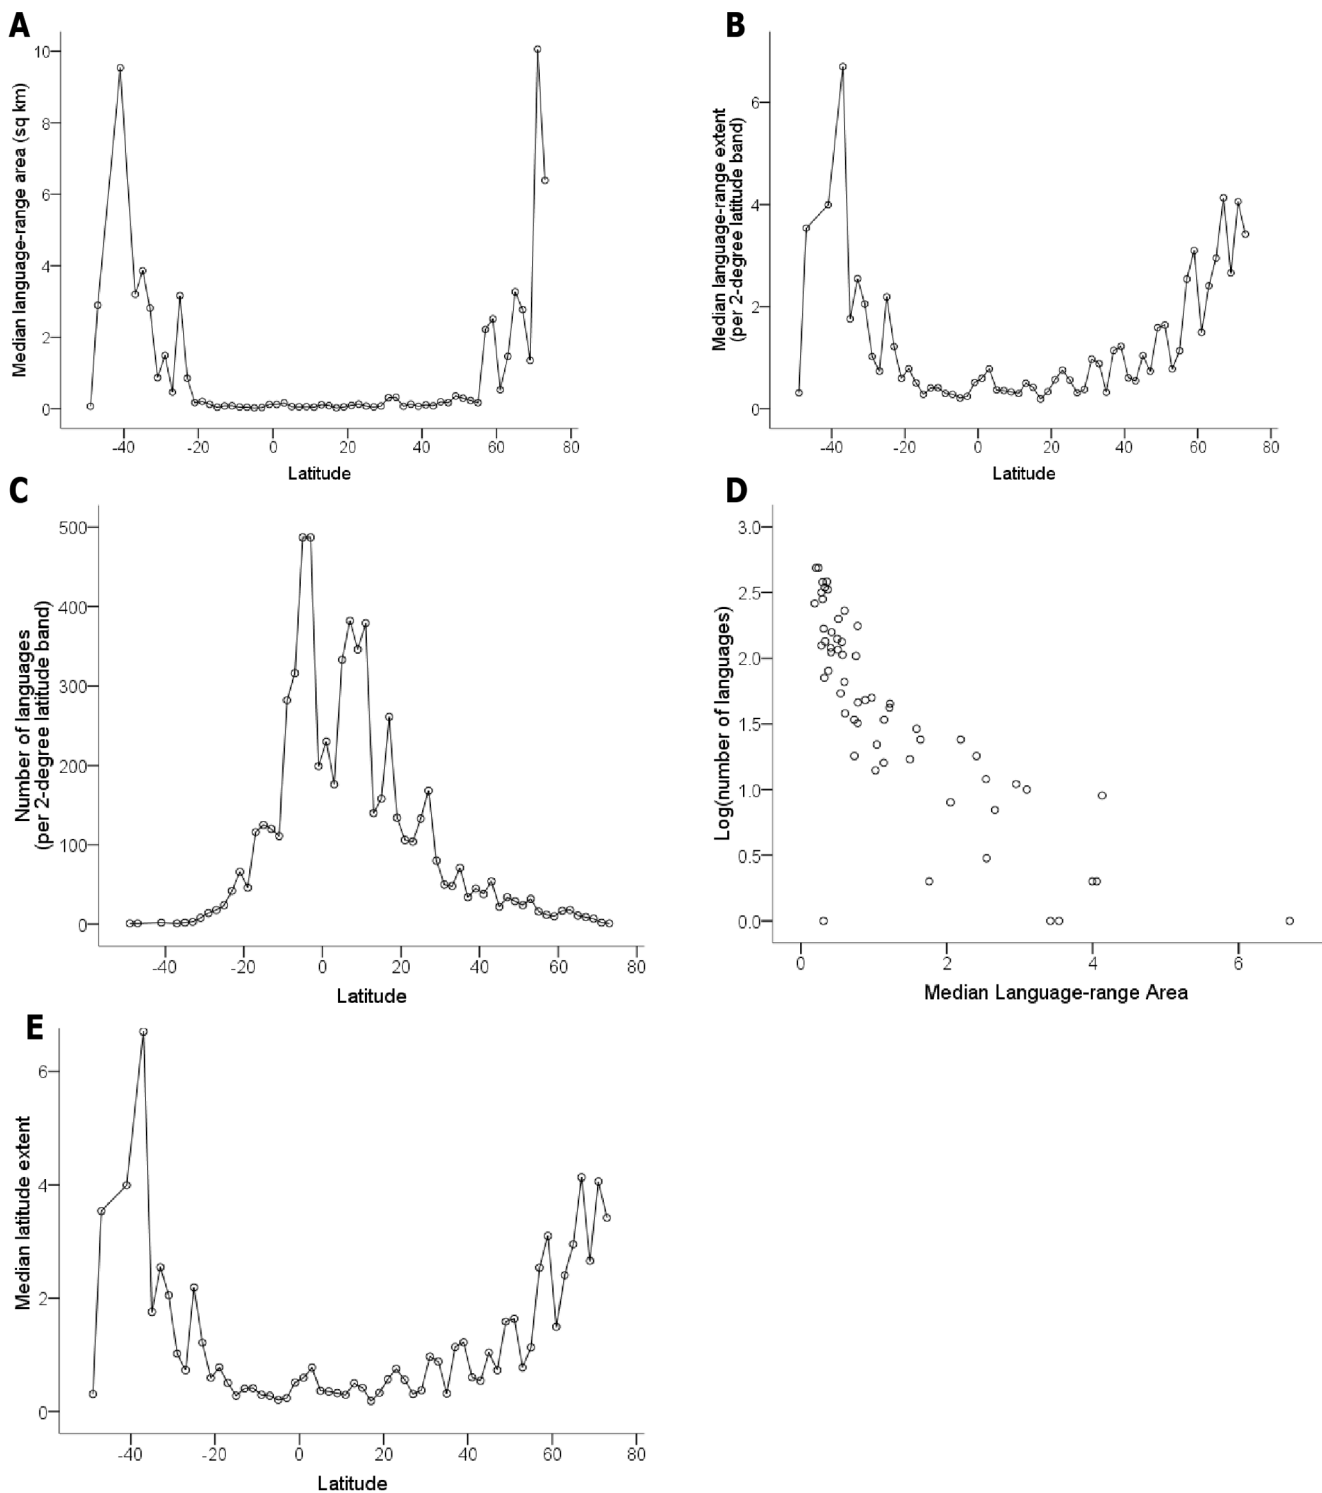 A
Median language-range area (sq km)
10
8
6
4
2
0
-40 -20 0 20 40 60 80
Latitude
B
Median language-range extent
(per 2-degree latitude band)
6
4
2
0
-40 -20 0 20 40 60 80
Latitude
C
Number of languages
(per 2-degree latitude band)
500
400
300
200
100
0
-40 -20 0 20 40 60 80
Latitude
D
Log(number of languages)
3.0
2.5
2.0
1.5
1.0
0.5
0.0
0 2 4 6
Median Language-range Area
E
Median latitude extent
6
4
2
0
-40 -20 0 20 40 60 80
Latitude